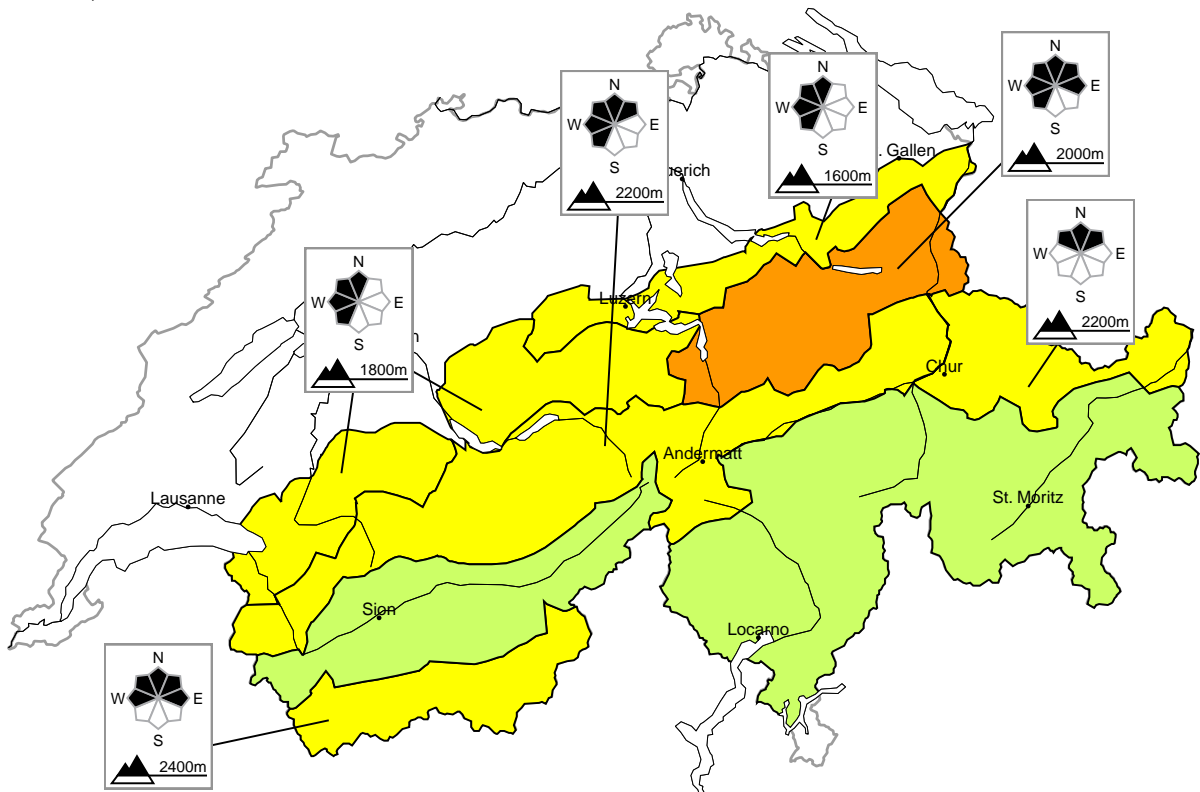 N
W E
S
2000m
N
W E
S
1600m
N
W E
S
2200m
. Gallen
erich
N
W E
S
2200m
N
W E
S
1800m
Luzern
n
Chur
Andermatt
Lausanne
St. Moritz
Sion
Locarno
N
W E
S
2400m